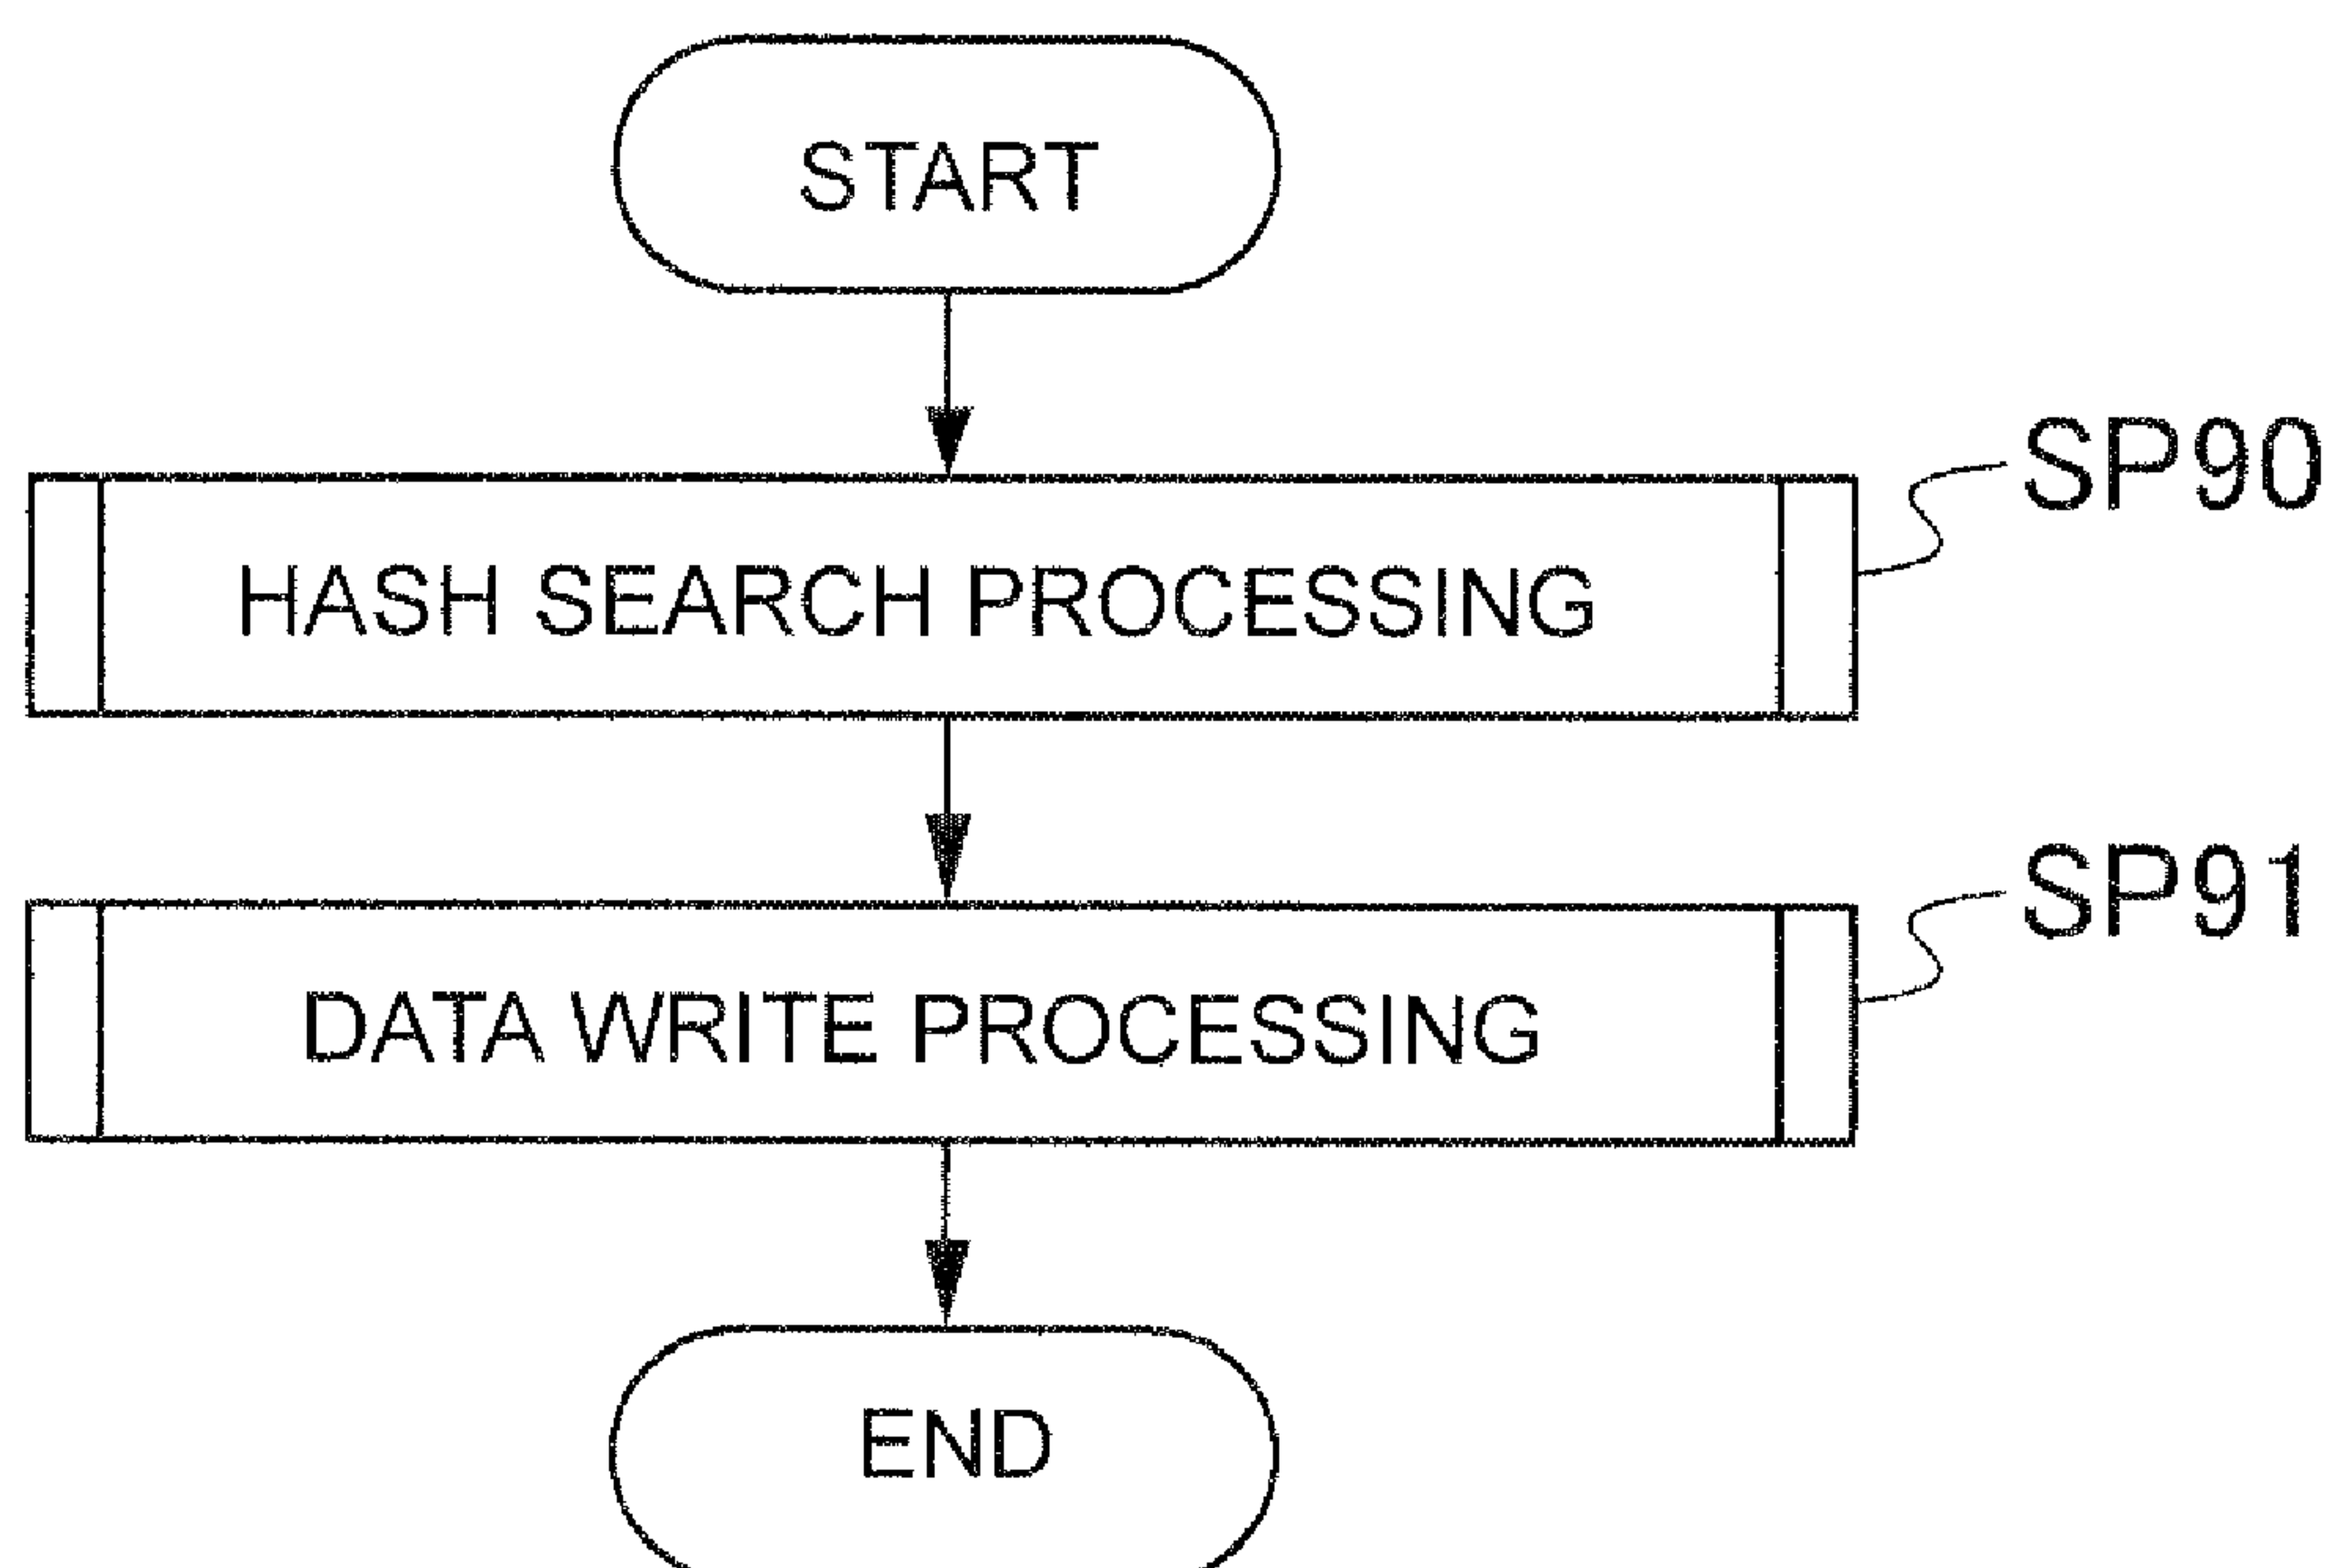 START
SP90
HASH SEARCH PROCESSING
SP91
DATA WRITE PROCESSING
END